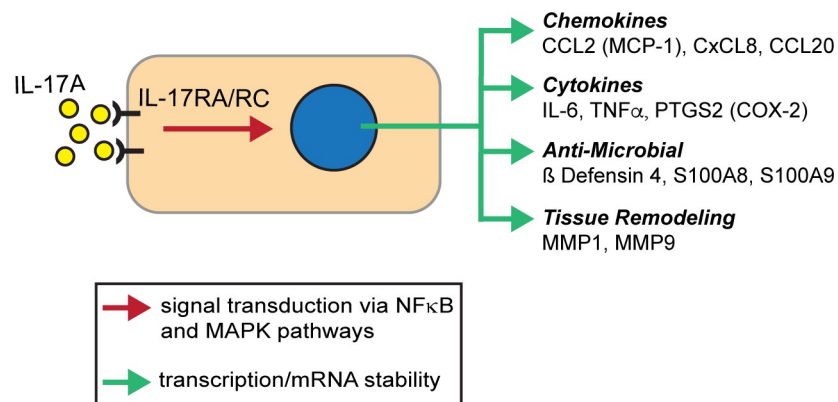 IL-17A
IL-17RA/RC
Chemokines
CCL2 (MCP-1), CxCL8, CCL20
Cytokines
IL-6, TNFα, PTGS2 (COX-2)
Anti-Microbial
ß Defensin 4, S100A8, S100A9
Tissue Remodeling
MMP1, MMP9
signal transduction via NFκB
and MAPK pathways
transcription/mRNA stability